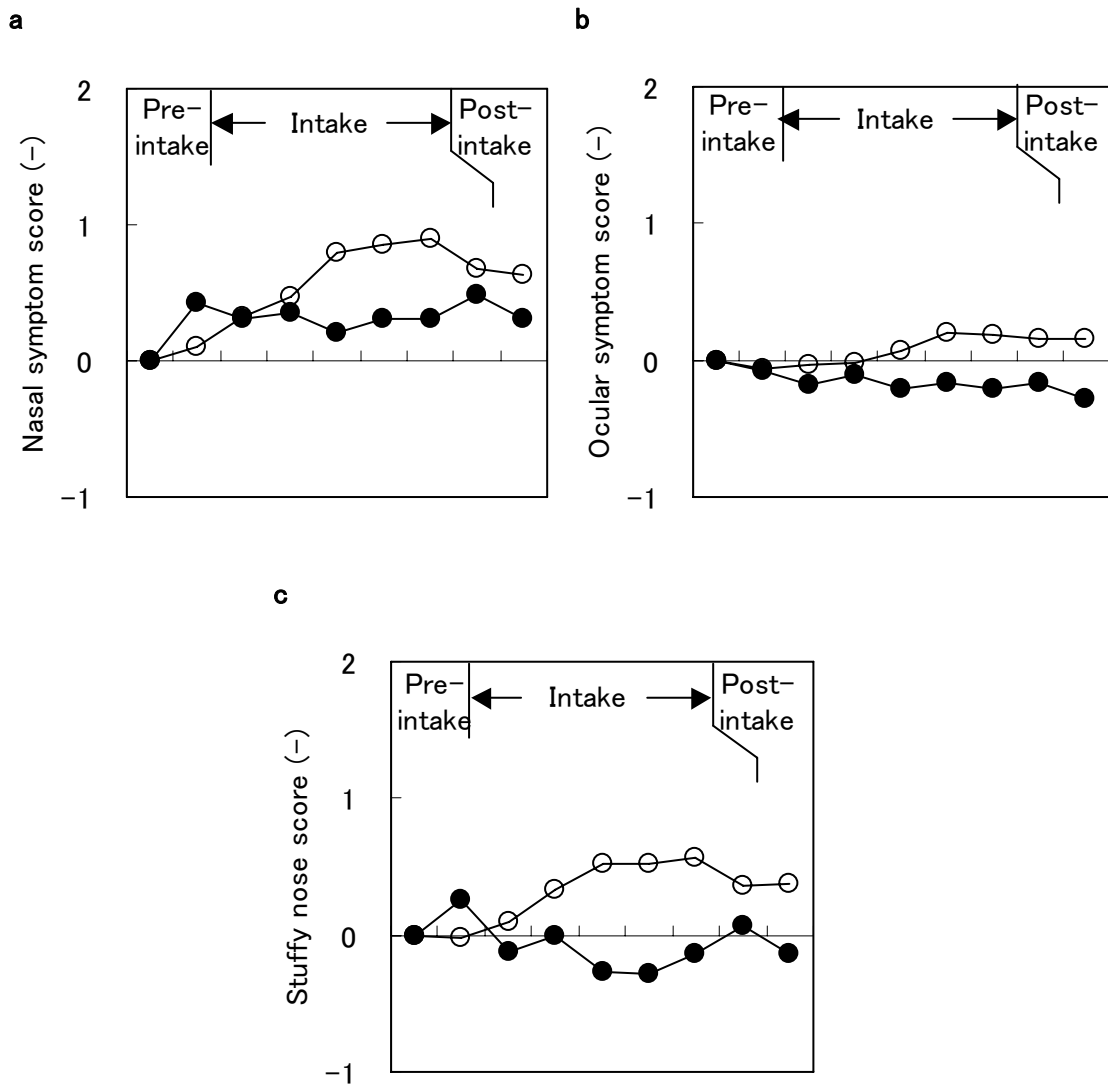 a
2
1
0
−1
Nasal symptom score (−)
Pre−
intake
Intake
Post−
intake
b
2
1
0
−1
Ocular symptom score (−)
Pre−
intake
Intake
Post−
intake
c
2
1
0
−1
Stuffy nose score (−)
Pre−
intake
Intake
Post−
intake